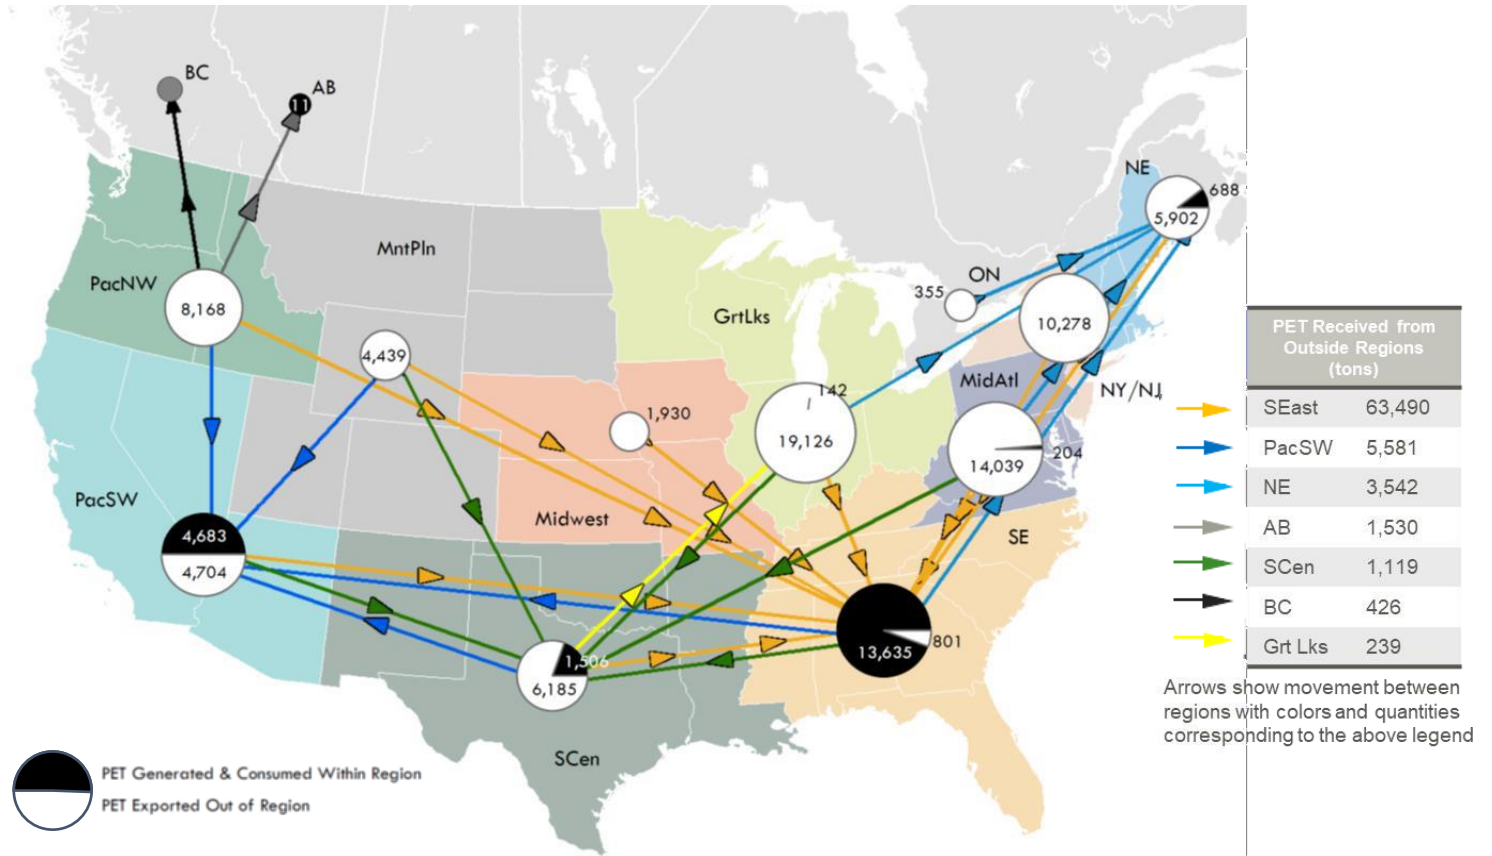 BC
AB
11
NE
688
5,902
MntPln
PacNW
ON
355
8,168
GrtLks
10,278
PET Received from
Outside Regions
(tons)
4,439
MidAtl
142
NY/NJ
1,930
SEast 63,490
19,126
PacSW 5,581
204
14,039
NE 3,542
PacSW
Midwest
AB 1,530
SE
4,683
4,704
SCen 1,119
BC 426
801
13,635
Grt Lks 239
1,506
6,185
Arrows show movement between
regions with colors and quantities
corresponding to the above legend
SCen
PET Generated & Consumed Within Region
PET Exported Out of Region